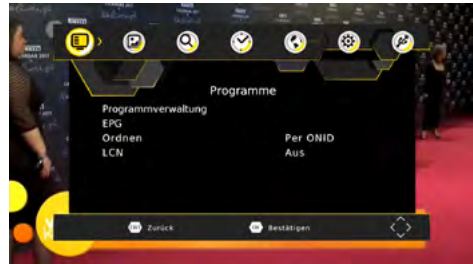 Programme
Programmverwaltung
EPG
Ordnen Per ONID
LCN Aus
Zurück Bestätigen